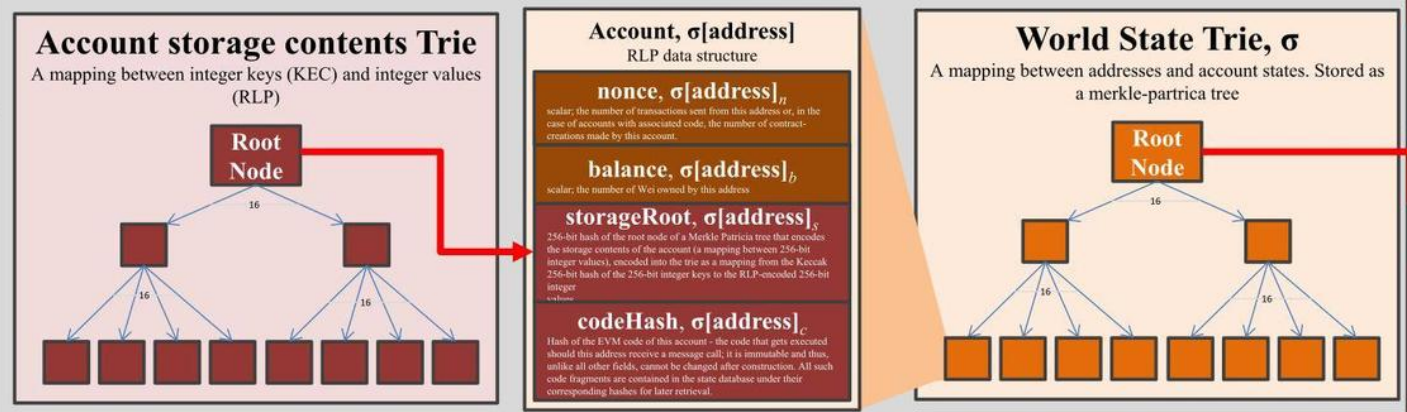 Account storage contents Trie
A mapping between integer keys (KEC) and integer values
(RLP)
Root
Node
16
16
16
Account, σ[address]
RLP data structure
nonce, σ[address]n
scalar; the number of transactions sent from this address or, in the
case of accounts with associated code, the number of contract-
creations made by this account.
balance, σ[address]b
scalar; the number of Wei owned by this address
storageRoot, σ[address]s
256-bit hash of the root node of a Merkle Patricia tree that encodes
the storage contents of the account (a mapping between 256-bit
integer values), encoded into the trie as a mapping from the Keccak
256-bit hash of the 256-bit integer keys to the RLP-encoded 256-bit
integer
values
codeHash, σ[address]c
Hash of the EVM code of this account - the code that gets executed
should this address receive a message call; it is immutable and thus,
unlike all other fields, cannot be changed after construction. All such
code fragments are contained in the state database under their
corresponding hashes for later retrieval.
World State Trie, σ
A mapping between addresses and account states. Stored as
a merkle-partrica tree
Root
Node
16
16
16